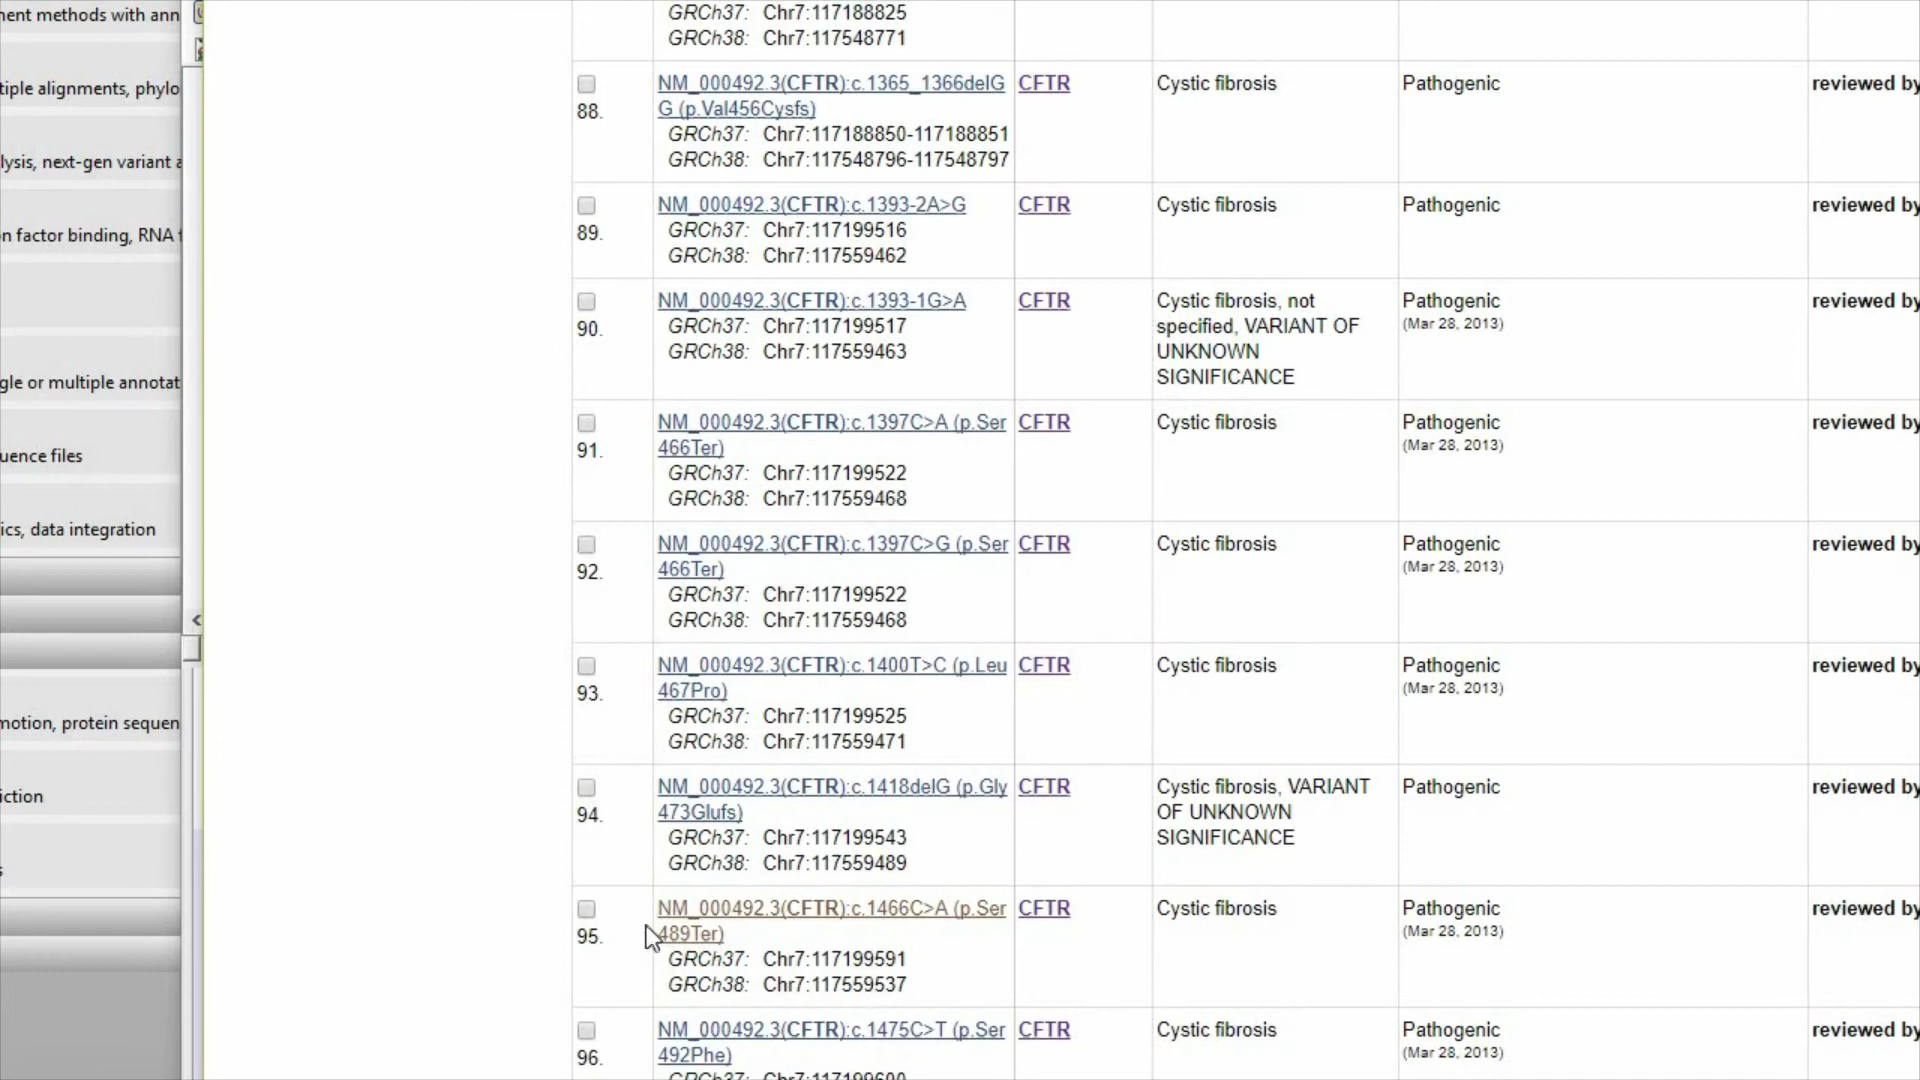 ment methods with ann
tiple alignments, phylo
lysis, next-gen variant a
n factor binding, RNA f
gle or multiple annotat
uence files
ics, data integration
motion, protein sequen
iction
s
GRCh37: Chr7:117188825
GRCh38: Chr7:117548771
88. NM_000492.3(CFTR):c.1365_1366delG CFTR Cystic fibrosis Pathogenic reviewed by
G (p.Val456Cysfs)
GRCh37: Chr7:117188850-117188851
GRCh38: Chr7:117548796-117548797
89. NM_000492.3(CFTR):c.1393-2A>G CFTR Cystic fibrosis Pathogenic reviewed by
GRCh37: Chr7:117199516
GRCh38: Chr7:117559462
90. NM_000492.3(CFTR):c.1393-1G>A CFTR Cystic fibrosis, not Pathogenic reviewed by
GRCh37: Chr7:117199517 specified, VARIANT OF (Mar 28, 2013)
GRCh38: Chr7:117559463 UNKNOWN
SIGNIFICANCE
91. NM_000492.3(CFTR):c.1397C>A (p.Ser CFTR Cystic fibrosis Pathogenic reviewed by
466Ter) (Mar 28, 2013)
GRCh37: Chr7:117199522
GRCh38: Chr7:117559468
92. NM_000492.3(CFTR):c.1397C>G (p.Ser CFTR Cystic fibrosis Pathogenic reviewed by
466Ter) (Mar 28, 2013)
GRCh37: Chr7:117199522
GRCh38: Chr7:117559468
93. NM_000492.3(CFTR):c.1400T>C (p.Leu CFTR Cystic fibrosis Pathogenic reviewed by
467Pro) (Mar 28, 2013)
GRCh37: Chr7:117199525
GRCh38: Chr7:117559471
94. NM_000492.3(CFTR):c.1418delG (p.Gly CFTR Cystic fibrosis, VARIANT Pathogenic reviewed by
473Glufs) OF UNKNOWN
GRCh37: Chr7:117199543 SIGNIFICANCE
GRCh38: Chr7:117559489
95. NM_000492.3(CFTR):c.1466C>A (p.Ser CFTR Cystic fibrosis Pathogenic reviewed by
489Ter) (Mar 28, 2013)
GRCh37: Chr7:117199591
GRCh38: Chr7:117559537
96. NM_000492.3(CFTR):c.1475C>T (p.Ser CFTR Cystic fibrosis Pathogenic reviewed by
492Phe) (Mar 28, 2013)
GRCh37: Chr7:117199600